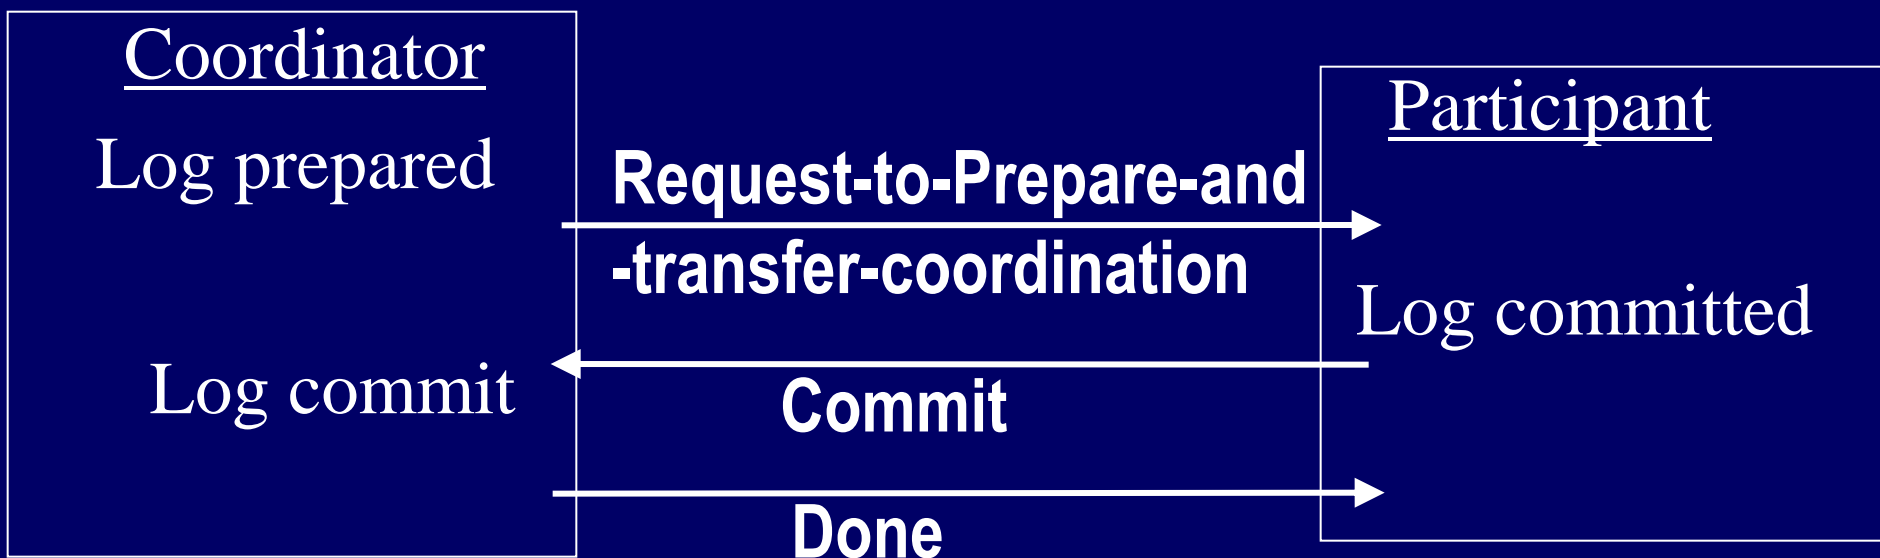 Coordinator
Log prepared
Participant
Request-to-Prepare-and
-transfer-coordination
Log committed
Log commit
Commit
Done